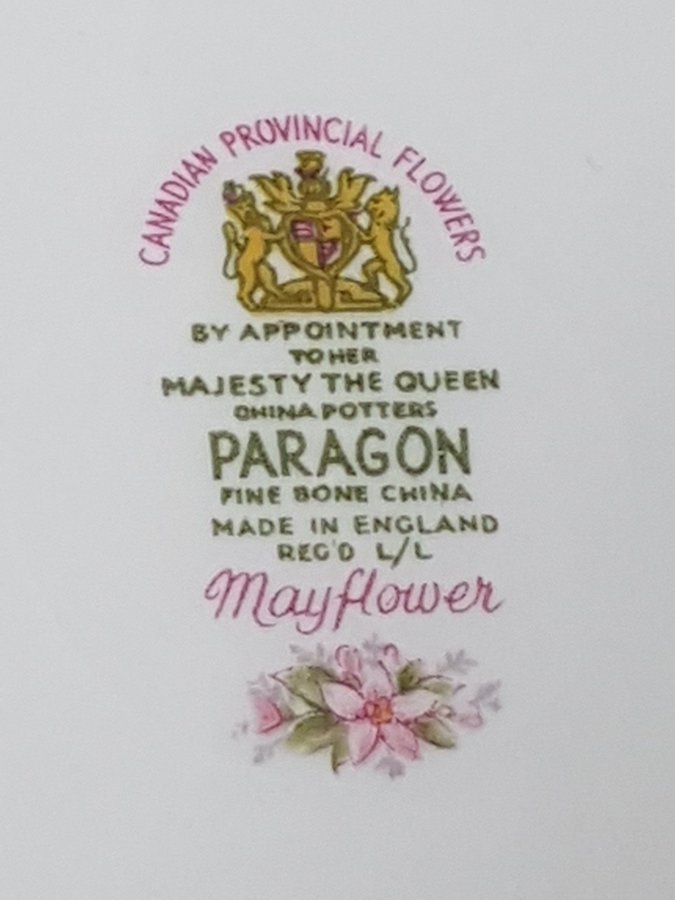 CANADIAN PROVINCIAL FLOWERS
BY APPOINTMENT
TO HER
MAJESTY THE QUEEN
CHINA POTTERS
PARAGON
FINE BONE CHINA
MADE IN ENGLAND
REG'D L/L
Mayflower